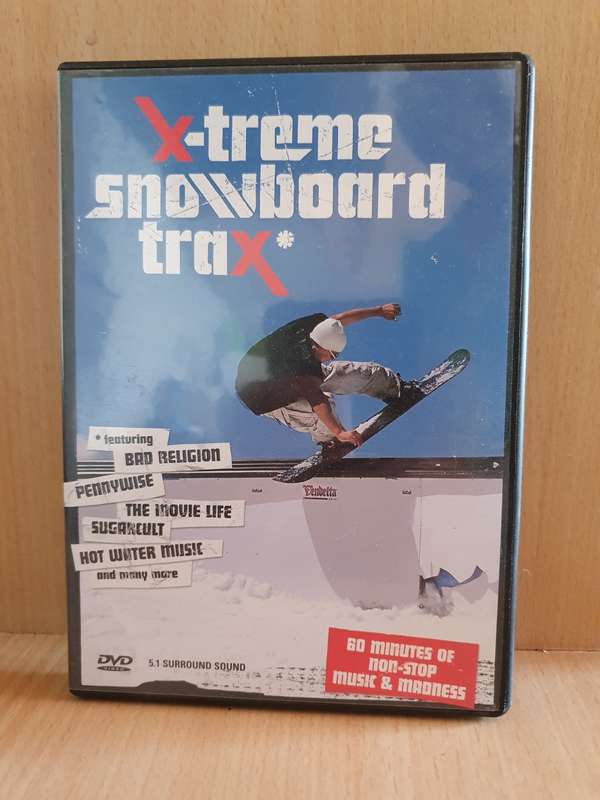 x-treme
snowboard
trax*
* featuring
BAD RELIGION
PENNYWISE
THE MOVIE LIFE
SUGARCULT
HOT WATER MUSIC
and many more
Vendetta
DVD
VIDEO
5.1 SURROUND SOUND
60 MINUTES OF
NON-STOP
MUSIC & MADNESS